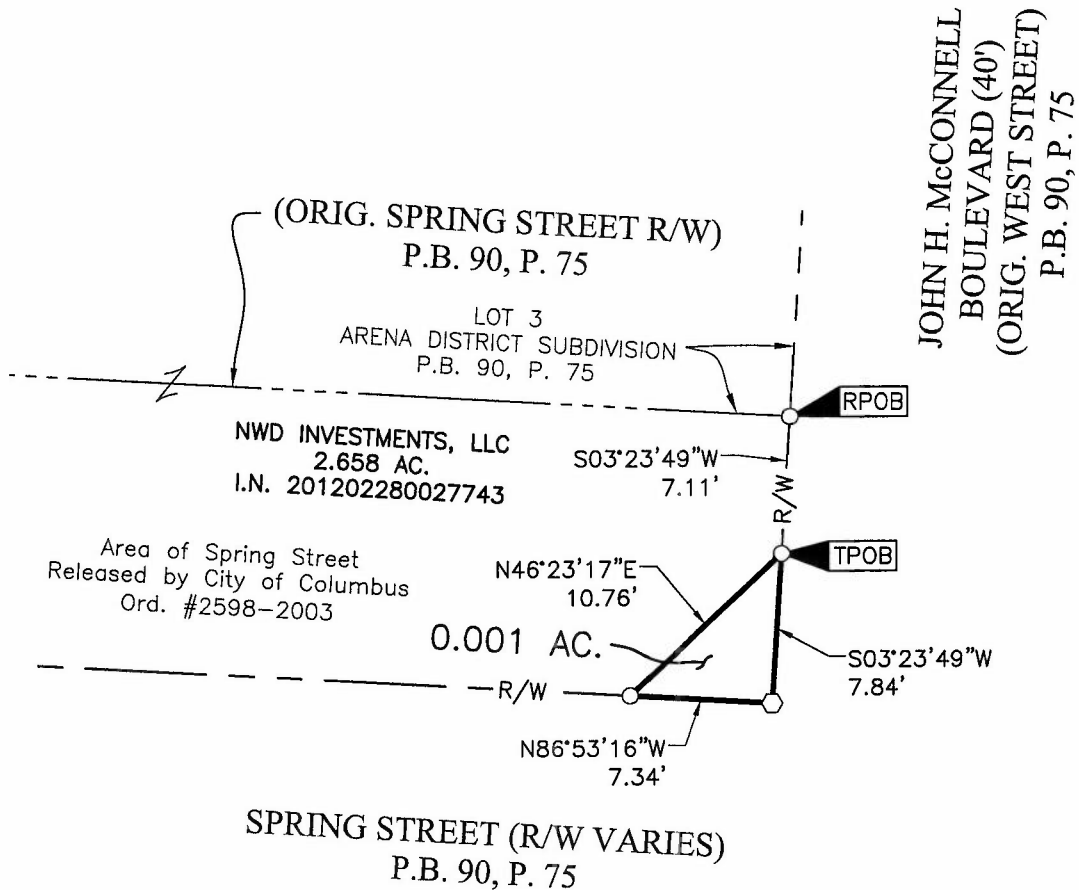 JOHN H. McCONNELL
BOULEVARD (40')
(ORIG. WEST STREET)
P.B. 90, P. 75
(ORIG. SPRING STREET R/W)
P.B. 90, P. 75
LOT 3
ARENA DISTRICT SUBDIVISION
P.B. 90, P. 75
RPOB
NWD INVESTMENTS, LLC
2.658 AC.
I.N. 201202280027743
S03°23'49"W
7.11'
R/W
TPOB
Area of Spring Street
Released by City of Columbus
Ord. #2598-2003
N46°23'17"E
10.76'
0.001 AC.
S03°23'49"W
7.84'
R/W
N86°53'16"W
7.34'
SPRING STREET (R/W VARIES)
P.B. 90, P. 75